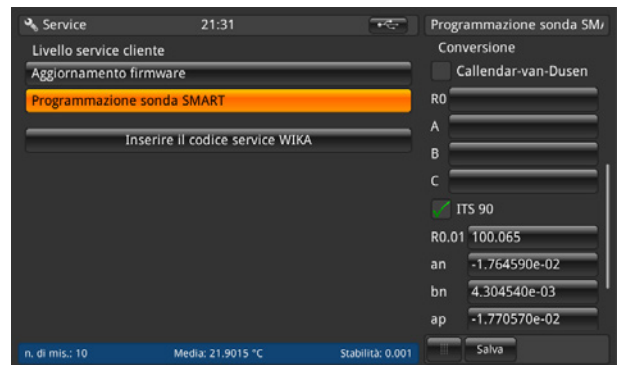 Service 21:31
Livello service cliente
Aggiornamento firmware
Programmazione sonda SMART
Inserire il codice service WIKA
n. di mis.: 10 Media: 21.9015 °C Stabilità: 0.001
Programmazione sonda SM
Conversione
Callendar-van-Dusen
R0
A
B
C
ITS 90
R0.01 100.065
an -1.764590e-02
bn 4.304540e-03
ap -1.770570e-02
Salva